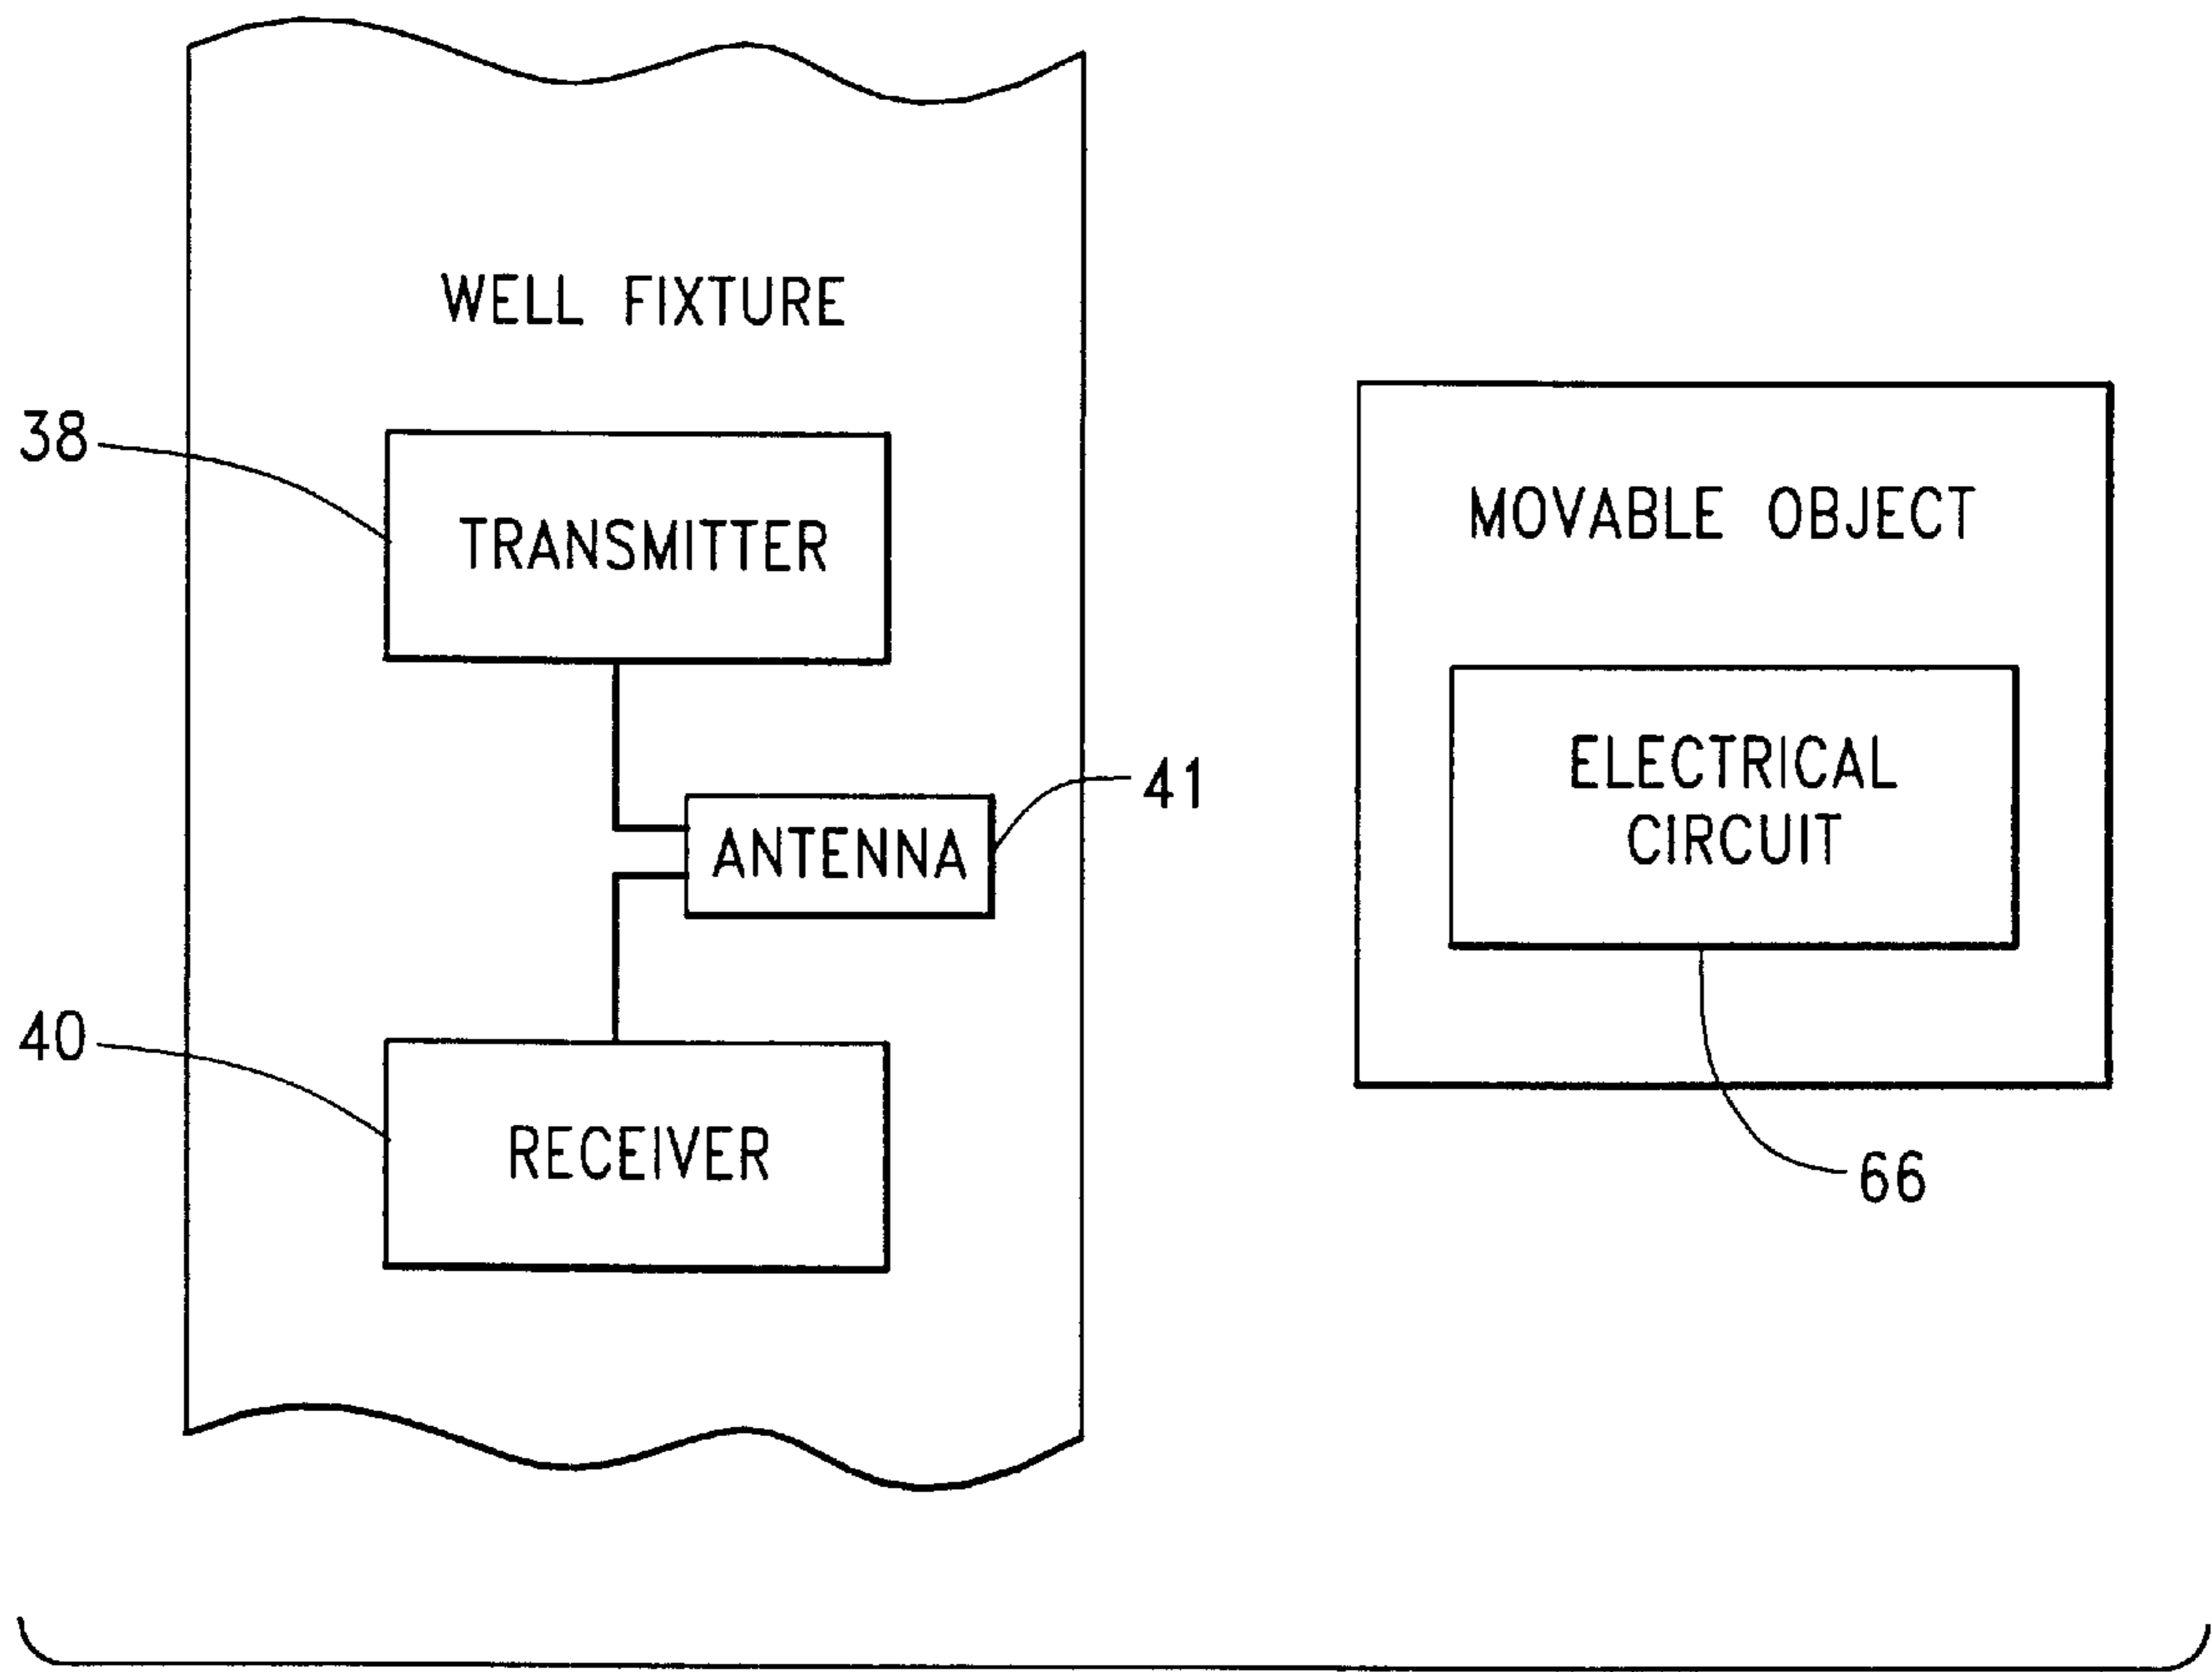 WELL FIXTURE
38
TRANSMITTER
41
ANTENNA
40
RECEIVER
MOVABLE OBJECT
ELECTRICAL
CIRCUIT
66